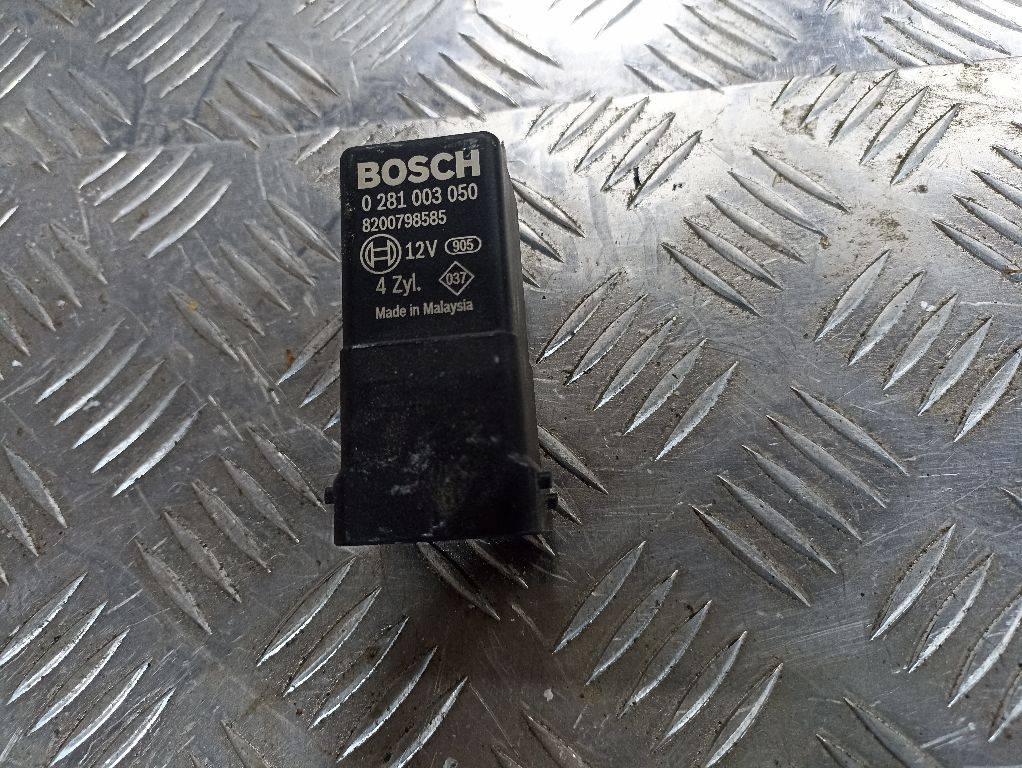 BOSCH
0 281 003 050
8200798585
12V 905
4 Zyl. 037
Made in Malaysia